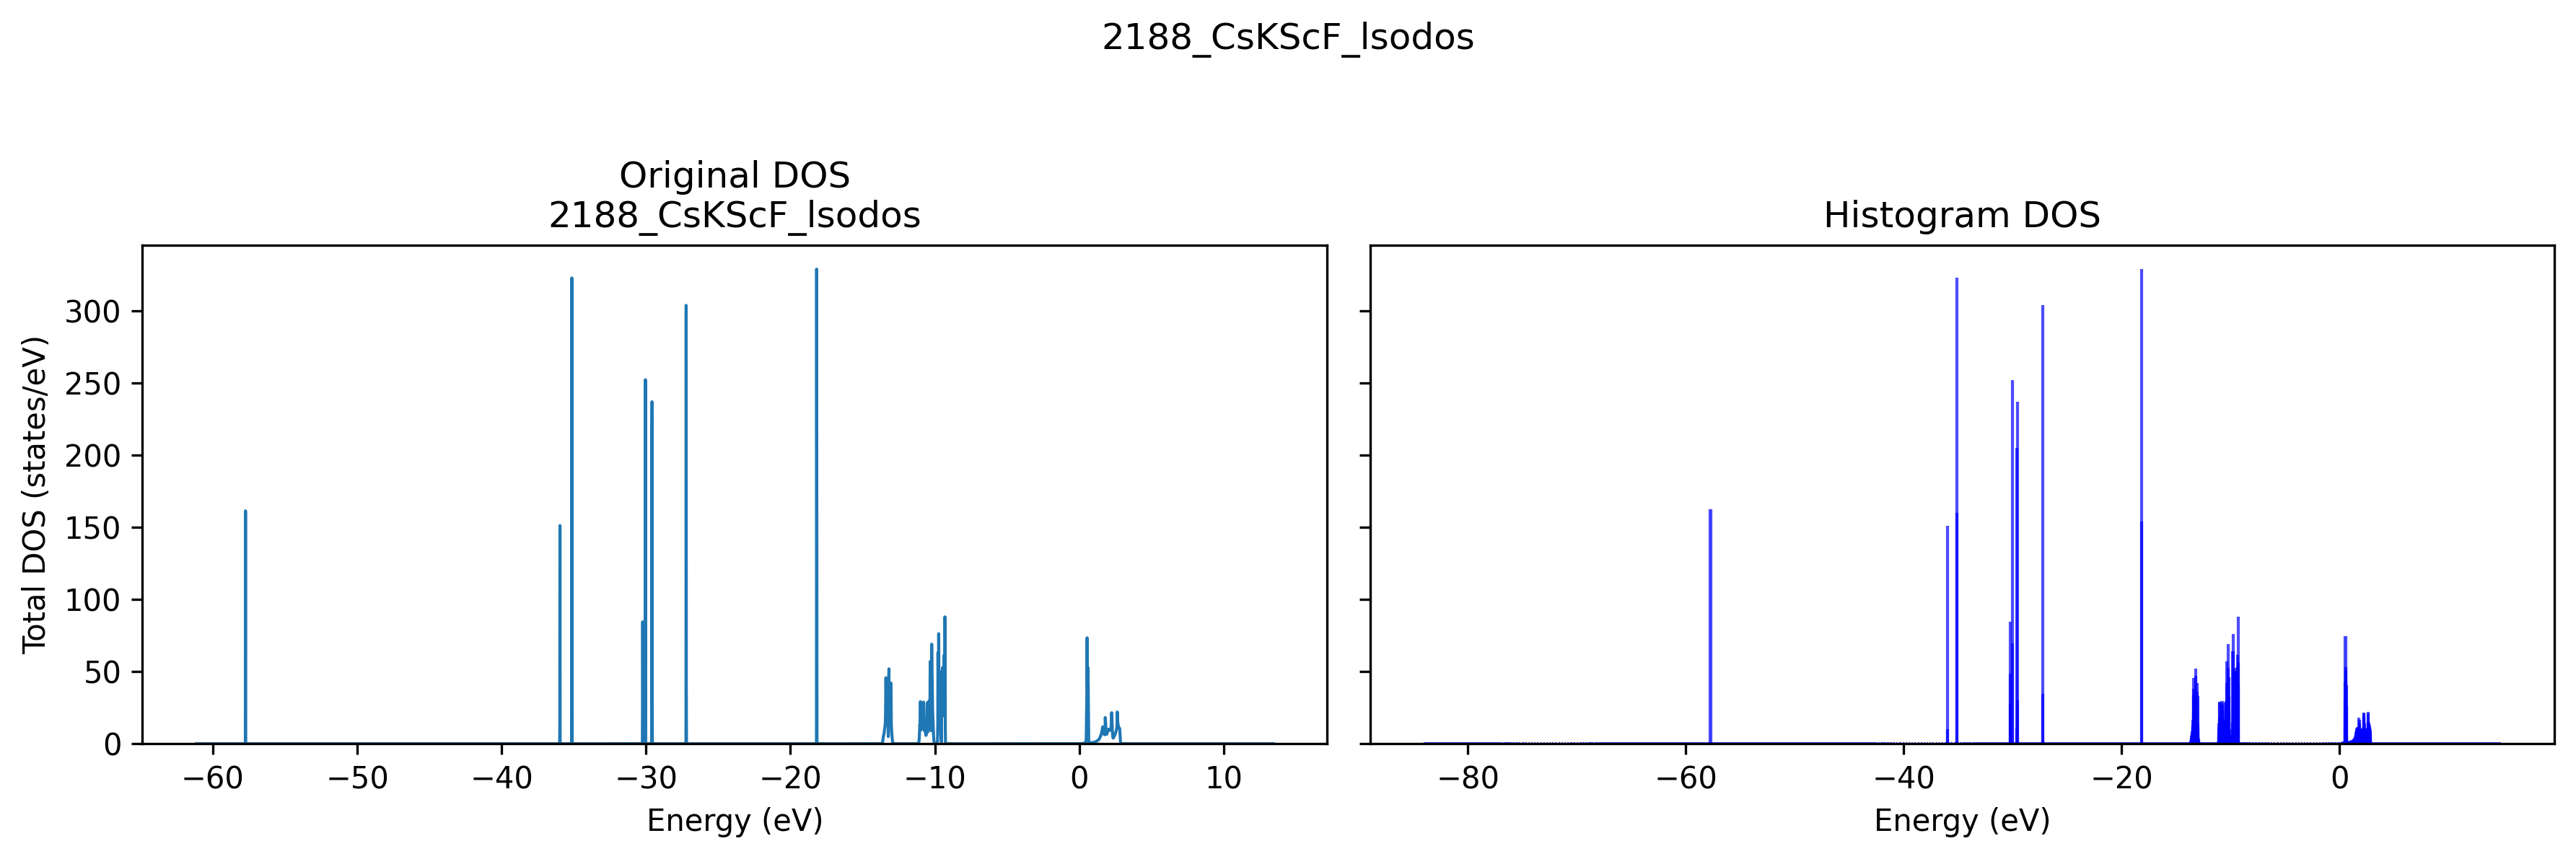 2188_CsKScF_lsodos
Original DOS
2188_CsKScF_lsodos
Total DOS (states/eV)
300
250
200
150
100
50
0
−60 −50 −40 −30 −20 −10 0 10
Energy (eV)
Histogram DOS
−80 −60 −40 −20 0
Energy (eV)